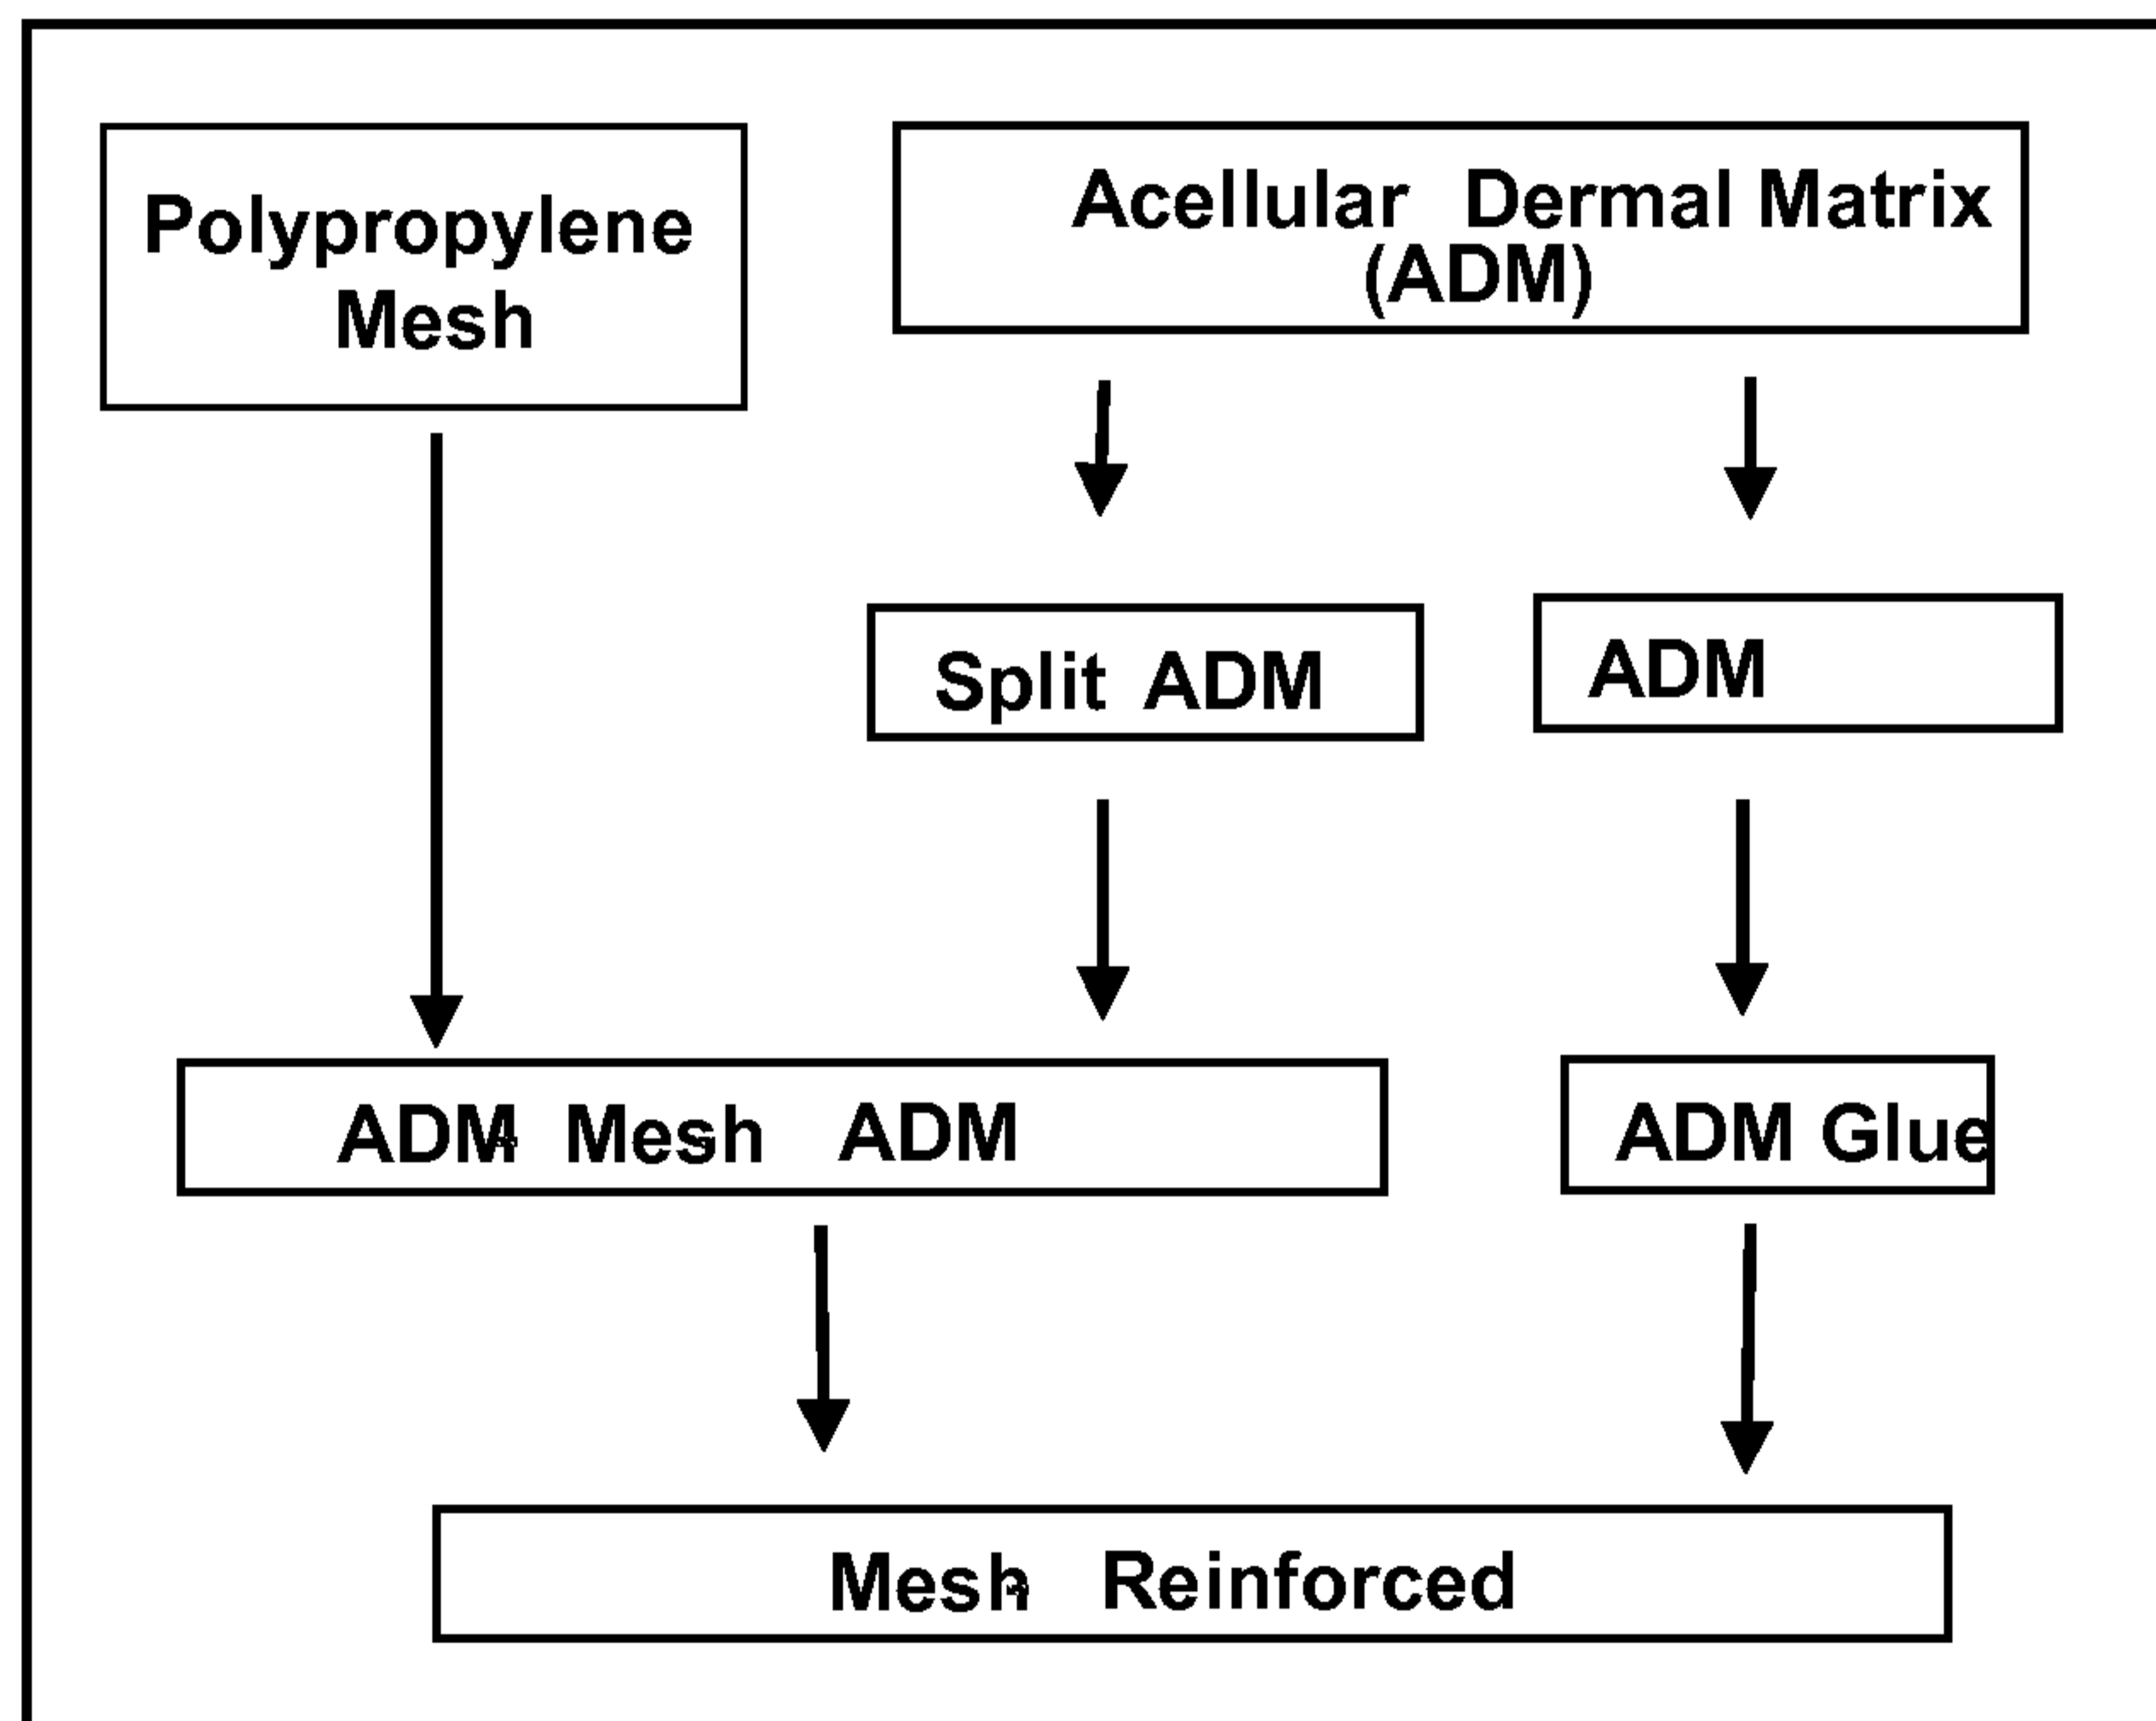 Polypropylene
Mesh
Acellular Dermal Matrix
(ADM)
Split ADM
ADM
ADM Mesh ADM
ADM Glue
Mesh Reinforced